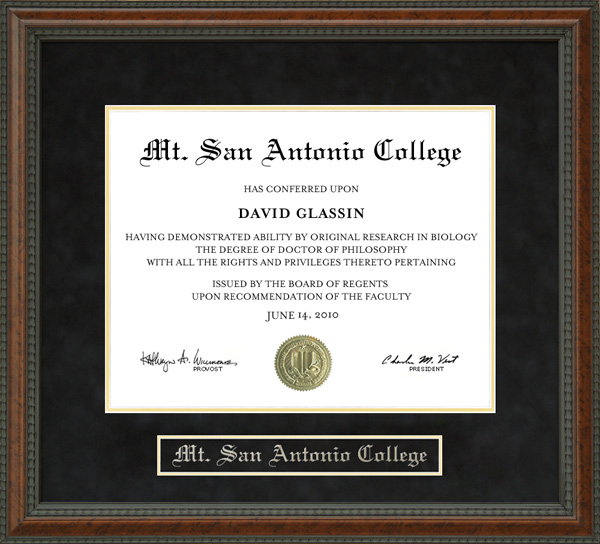 Mt. San Antonio College
HAS CONFERRED UPON
DAVID GLASSIN
HAVING DEMONSTRATED ABILITY BY ORIGINAL RESEARCH IN BIOLOGY
THE DEGREE OF DOCTOR OF PHILOSOPHY
WITH ALL THE RIGHTS AND PRIVILEGES THERETO PERTAINING
ISSUED BY THE BOARD OF REGENTS
UPON RECOMMENDATION OF THE FACULTY
JUNE 14, 2010
PROVOST
PRESIDENT
Mt. San Antonio College